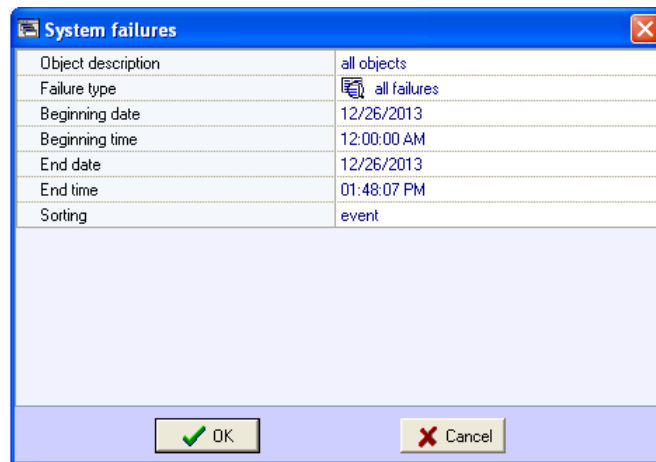 System failures
Object description all objects
Failure type all failures
Beginning date 12/26/2013
Beginning time 12:00:00 AM
End date 12/26/2013
End time 01:48:07 PM
Sorting event
OK Cancel